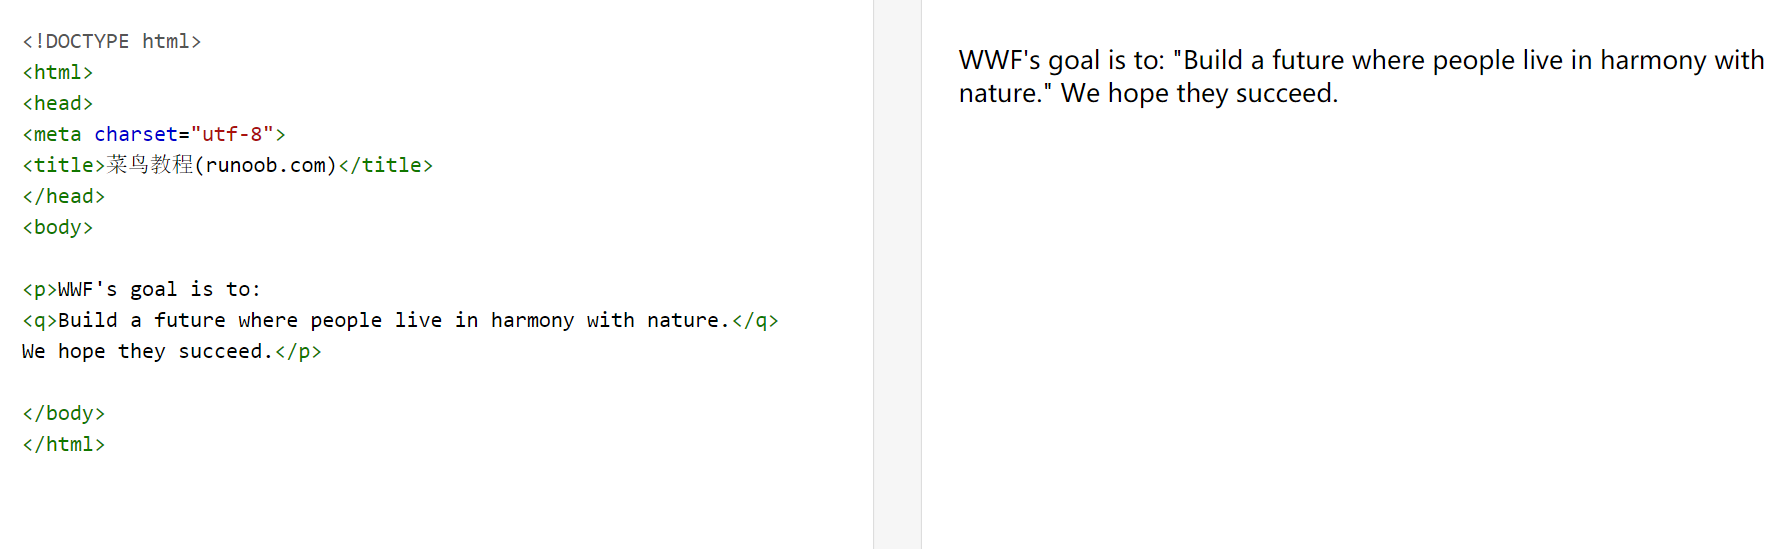 <!DOCTYPE html>
<html>
<head>
<meta charset="utf-8">
<title>菜鸟教程(runoob.com)</title>
</head>
<body>
<p>WWF's goal is to:
<q>Build a future where people live in harmony with nature.</q>
We hope they succeed.</p>
</body>
</html>
WWF's goal is to: "Build a future where people live in harmony with
nature." We hope they succeed.